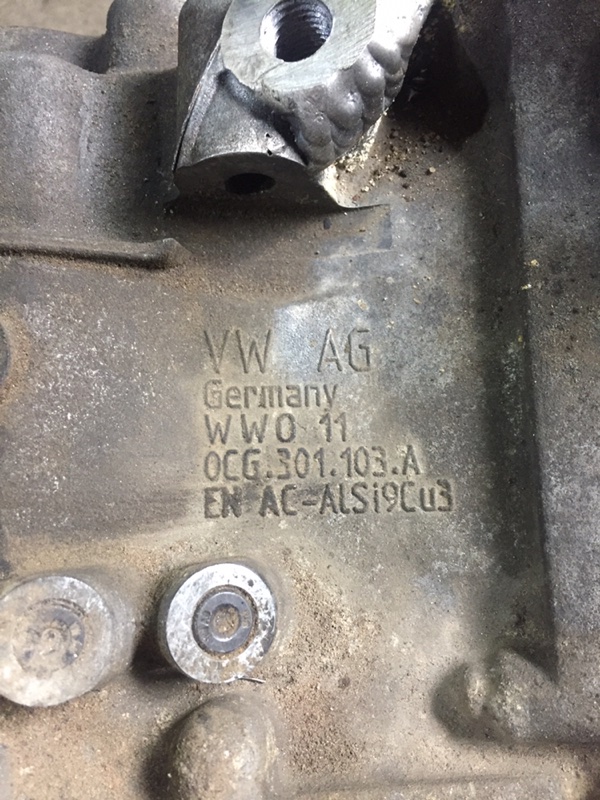 VW AG
Germany
WWO 11
0CG.301.103.A
EN AC-AlSi9Cu3